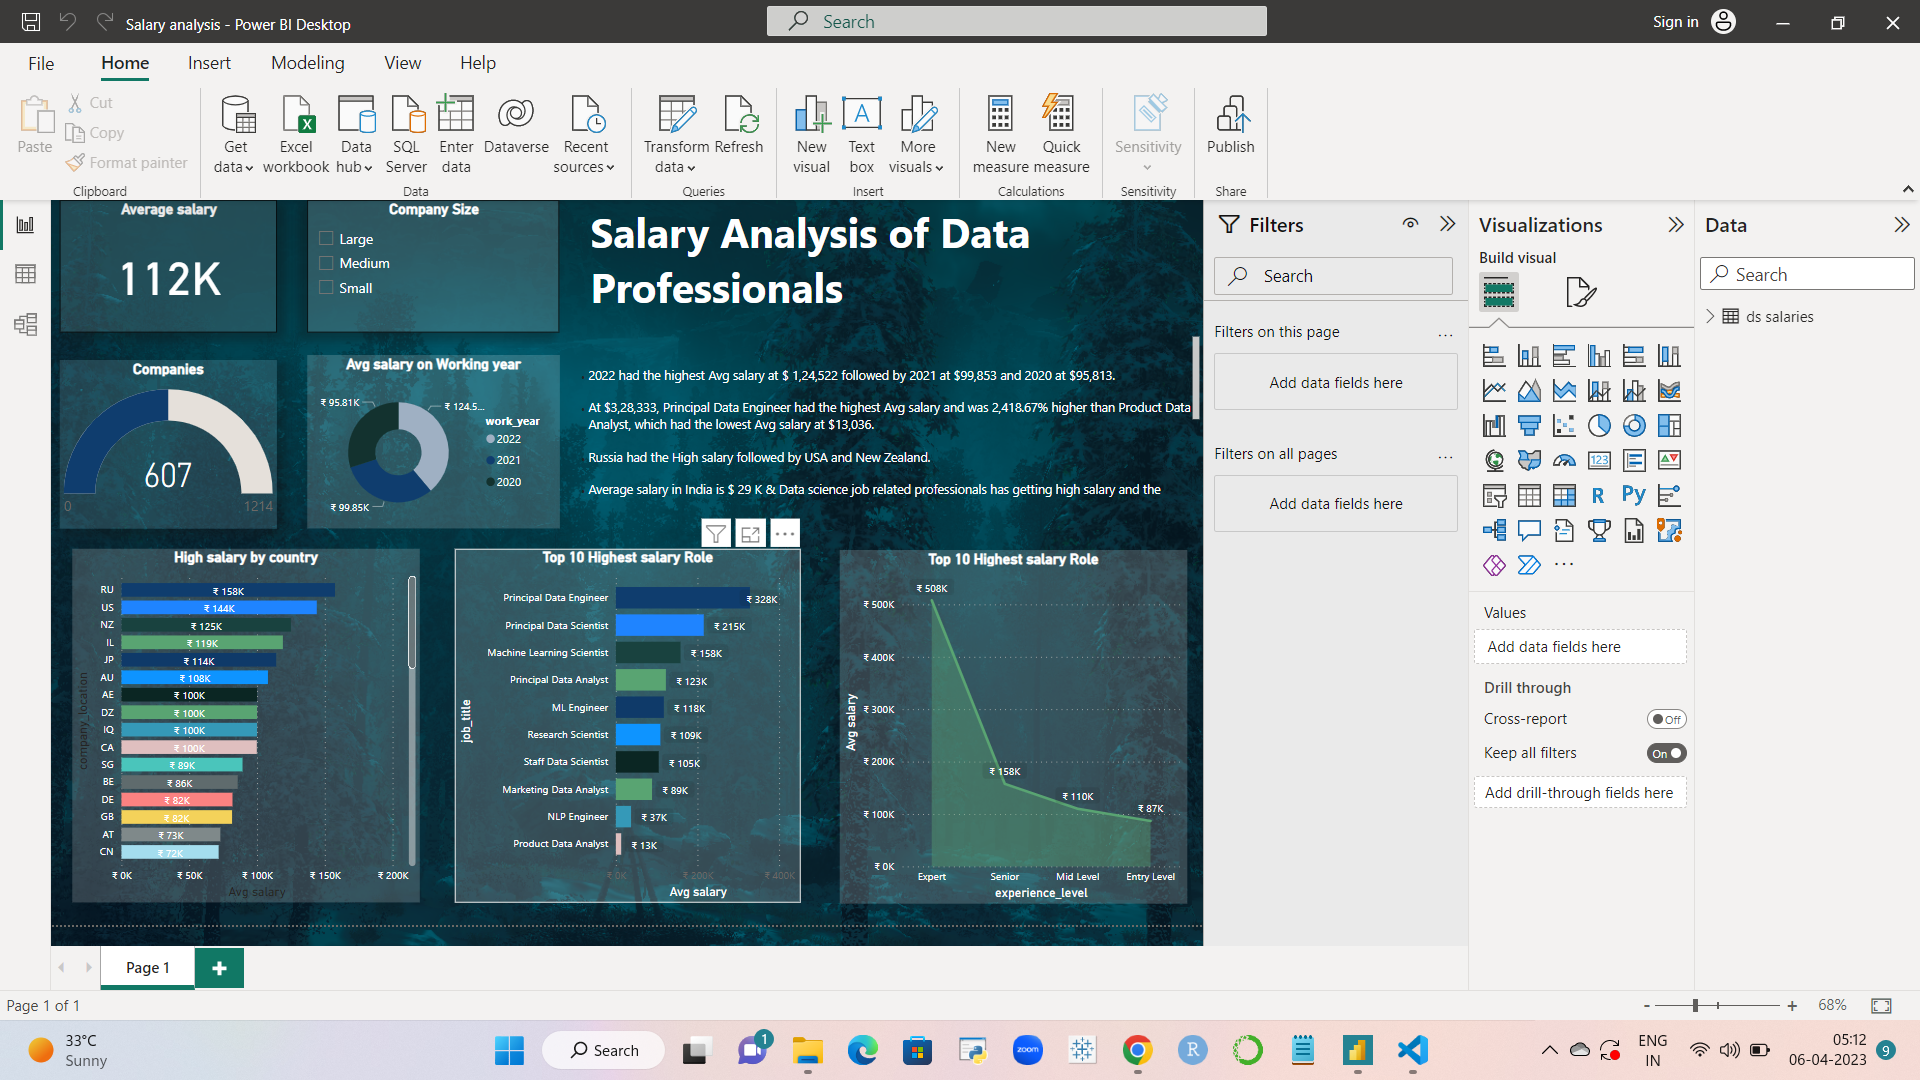 Salary analysis - Power BI Desktop
Search
Sign in
File
Home
Insert
Modeling
View
Help
Paste
Cut
Copy
Format painter
Clipboard
Get data
Excel workbook
Data hub
SQL Server
Enter data
Dataverse
Recent sources
Data
Transform data
Refresh
Queries
New visual
Text box
More visuals
Insert
New measure
Quick measure
Calculations
Sensitivity
Sensitivity
Publish
Share
Average salary
112K
Company Size
Large
Medium
Small
Salary Analysis of Data
Professionals
Companies
607
0
1214
Avg salary on Working year
₹ 95.81K
₹ 124.5...
₹ 99.85K
work_year
2022
2021
2020
2022 had the highest Avg salary at $ 1,24,522 followed by 2021 at $99,853 and 2020 at $95,813.
At $3,28,333, Principal Data Engineer had the highest Avg salary and was 2,418.67% higher than Product Data
Analyst, which had the lowest Avg salary at $13,036.
Russia had the High salary followed by USA and New Zealand.
Average salary in India is $ 29 K & Data science job related professionals has getting high salary and the
High salary by country
company_location
RU ₹ 158K
US ₹ 144K
NZ ₹ 125K
IL ₹ 119K
JP ₹ 114K
AU ₹ 108K
AE ₹ 100K
DZ ₹ 100K
IQ ₹ 100K
CA ₹ 100K
SG ₹ 89K
BE ₹ 86K
DE ₹ 82K
GB ₹ 82K
AT ₹ 73K
CN ₹ 72K
₹ 0K ₹ 50K ₹ 100K ₹ 150K ₹ 200K
Avg salary
Top 10 Highest salary Role
job_title
Principal Data Engineer ₹ 328K
Principal Data Scientist ₹ 215K
Machine Learning Scientist ₹ 158K
Principal Data Analyst ₹ 123K
ML Engineer ₹ 118K
Research Scientist ₹ 109K
Staff Data Scientist ₹ 105K
Marketing Data Analyst ₹ 89K
NLP Engineer ₹ 37K
Product Data Analyst ₹ 13K
₹ 0K ₹ 200K ₹ 400K
Avg salary
Top 10 Highest salary Role
Avg salary
₹ 500K
₹ 400K
₹ 300K
₹ 200K
₹ 100K
₹ 0K
₹ 508K
₹ 158K
₹ 110K
₹ 87K
Expert Senior Mid Level Entry Level
experience_level
Filters
Search
Filters on this page
...
Add data fields here
Filters on all pages
...
Add data fields here
Visualizations
Build visual
123
R
Py
...
Values
Add data fields here
Drill through
Cross-report
Off
Keep all filters
On
Add drill-through fields here
Data
Search
ds salaries
Page 1
Page 1 of 1
- + 68%
33°C
Sunny
Search
1
zoom
R
ENG
IN
05:12
06-04-2023
9